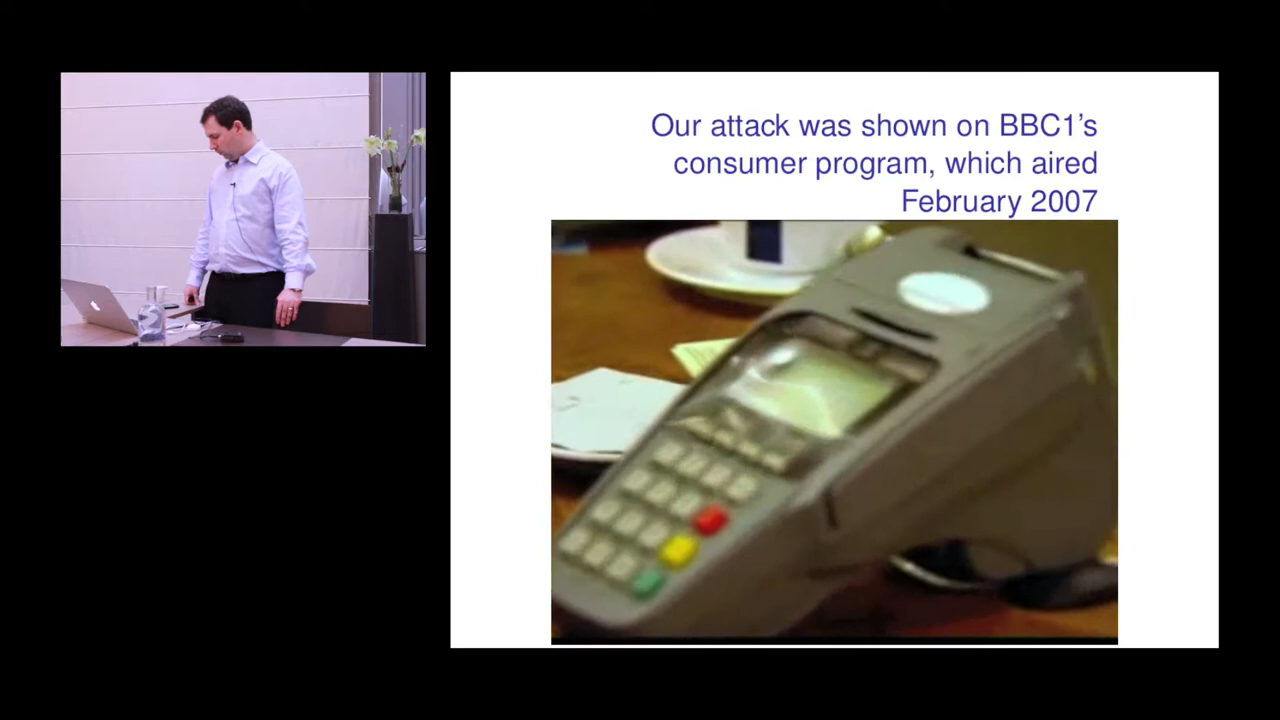 Our attack was shown on BBC1’s
consumer program, which aired
February 2007